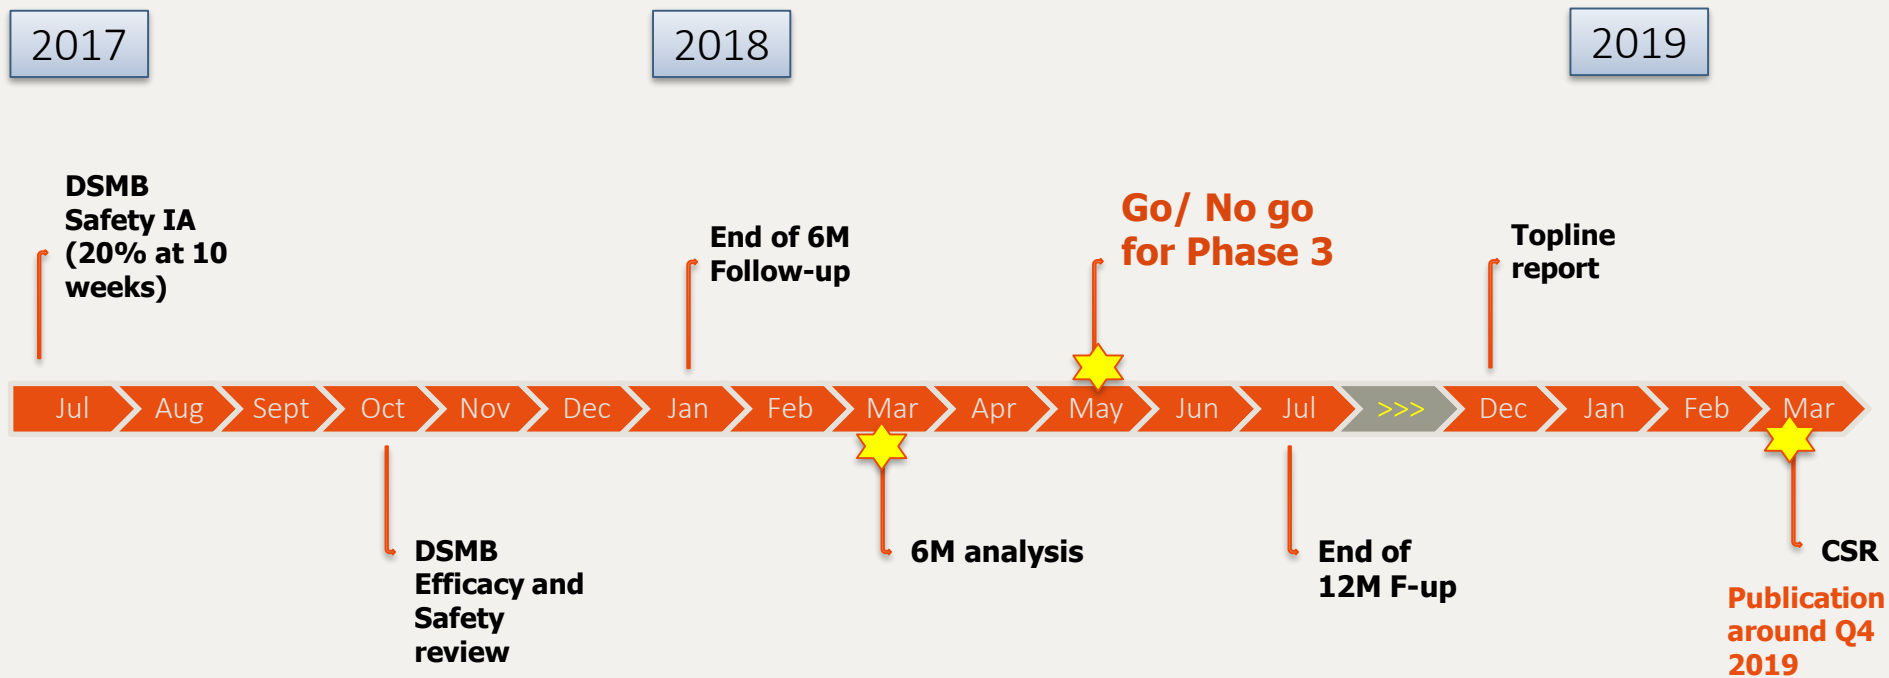 2017
2018
2019
DSMB
Safety IA
(20% at 10
weeks)
End of 6M
Follow-up
Go/ No go
for Phase 3
Topline
report
Jul Aug Sept Oct Nov Dec Jan Feb Mar Apr May Jun Jul >>> Dec Jan Feb Mar
DSMB
Efficacy and
Safety
review
6M analysis
End of
12M F-up
CSR
Publication
around Q4
2019